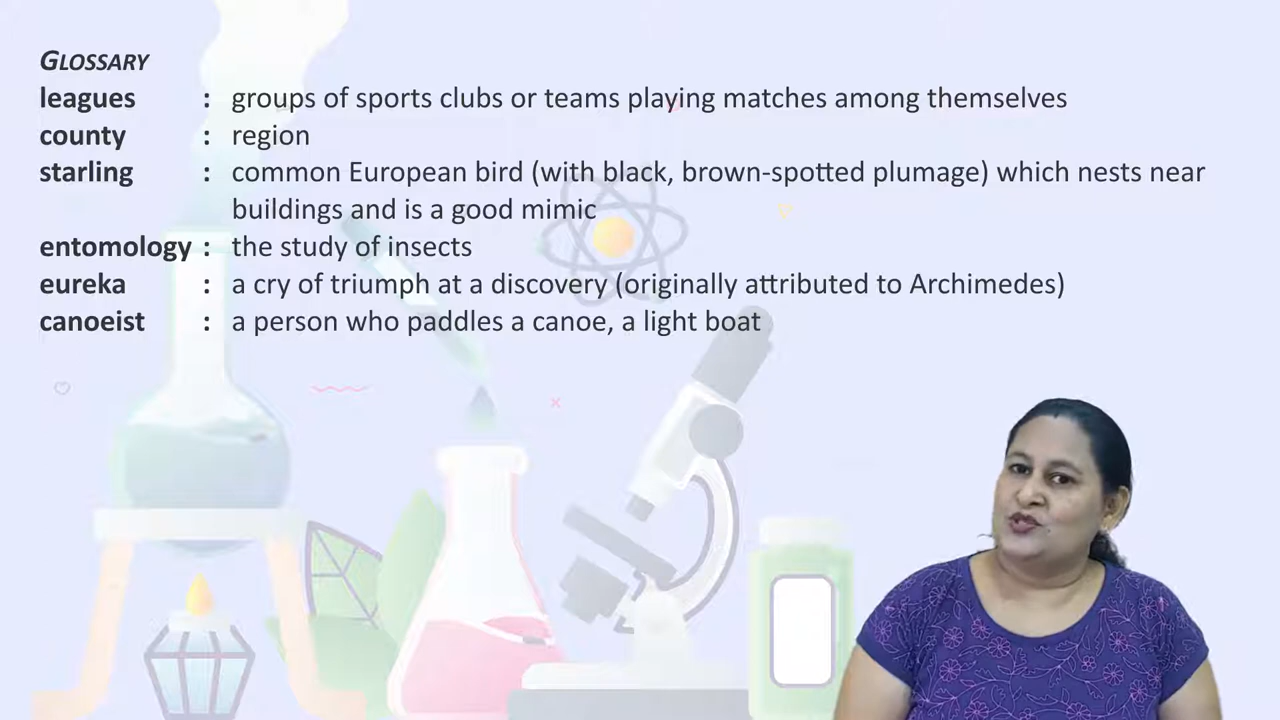 GLOSSARY
leagues : groups of sports clubs or teams playing matches among themselves
county : region
starling : common European bird (with black, brown-spotted plumage) which nests near
buildings and is a good mimic
entomology : the study of insects
eureka : a cry of triumph at a discovery (originally attributed to Archimedes)
canoeist : a person who paddles a canoe, a light boat